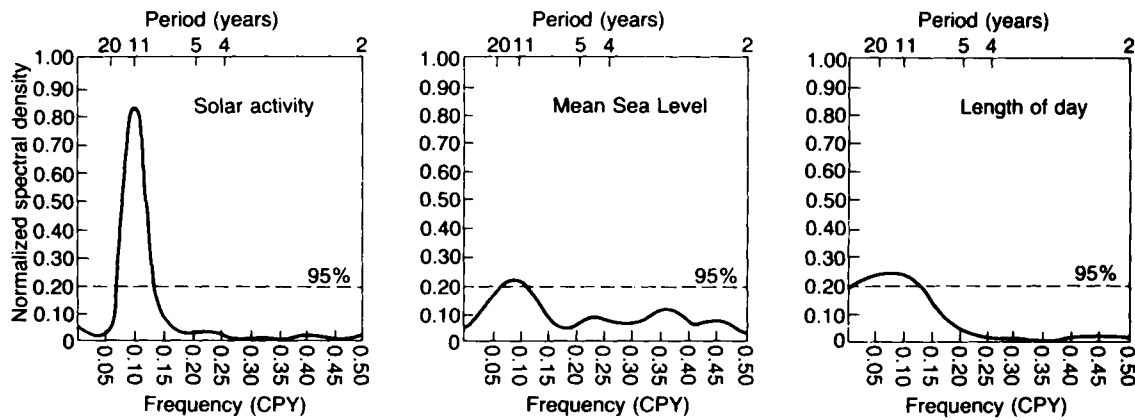 Period (years)
20 11 5 4 2
1.00
0.90
0.80
0.70
0.60
0.50
0.40
0.30
0.20
0.10
0
Normalized spectral density
Solar activity
95%
0.05 0.10 0.15 0.20 0.25 0.30 0.35 0.40 0.45 0.50
Frequency (CPY)
Period (years)
20 11 5 4 2
1.00
0.90
0.80
0.70
0.60
0.50
0.40
0.30
0.20
0.10
0
Mean Sea Level
95%
0.05 0.10 0.15 0.20 0.25 0.30 0.35 0.40 0.45 0.50
Frequency (CPY)
Period (years)
20 11 5 4 2
1.00
0.90
0.80
0.70
0.60
0.50
0.40
0.30
0.20
0.10
0
Length of day
95%
0.05 0.10 0.15 0.20 0.25 0.30 0.35 0.40 0.45 0.50
Frequency (CPY)